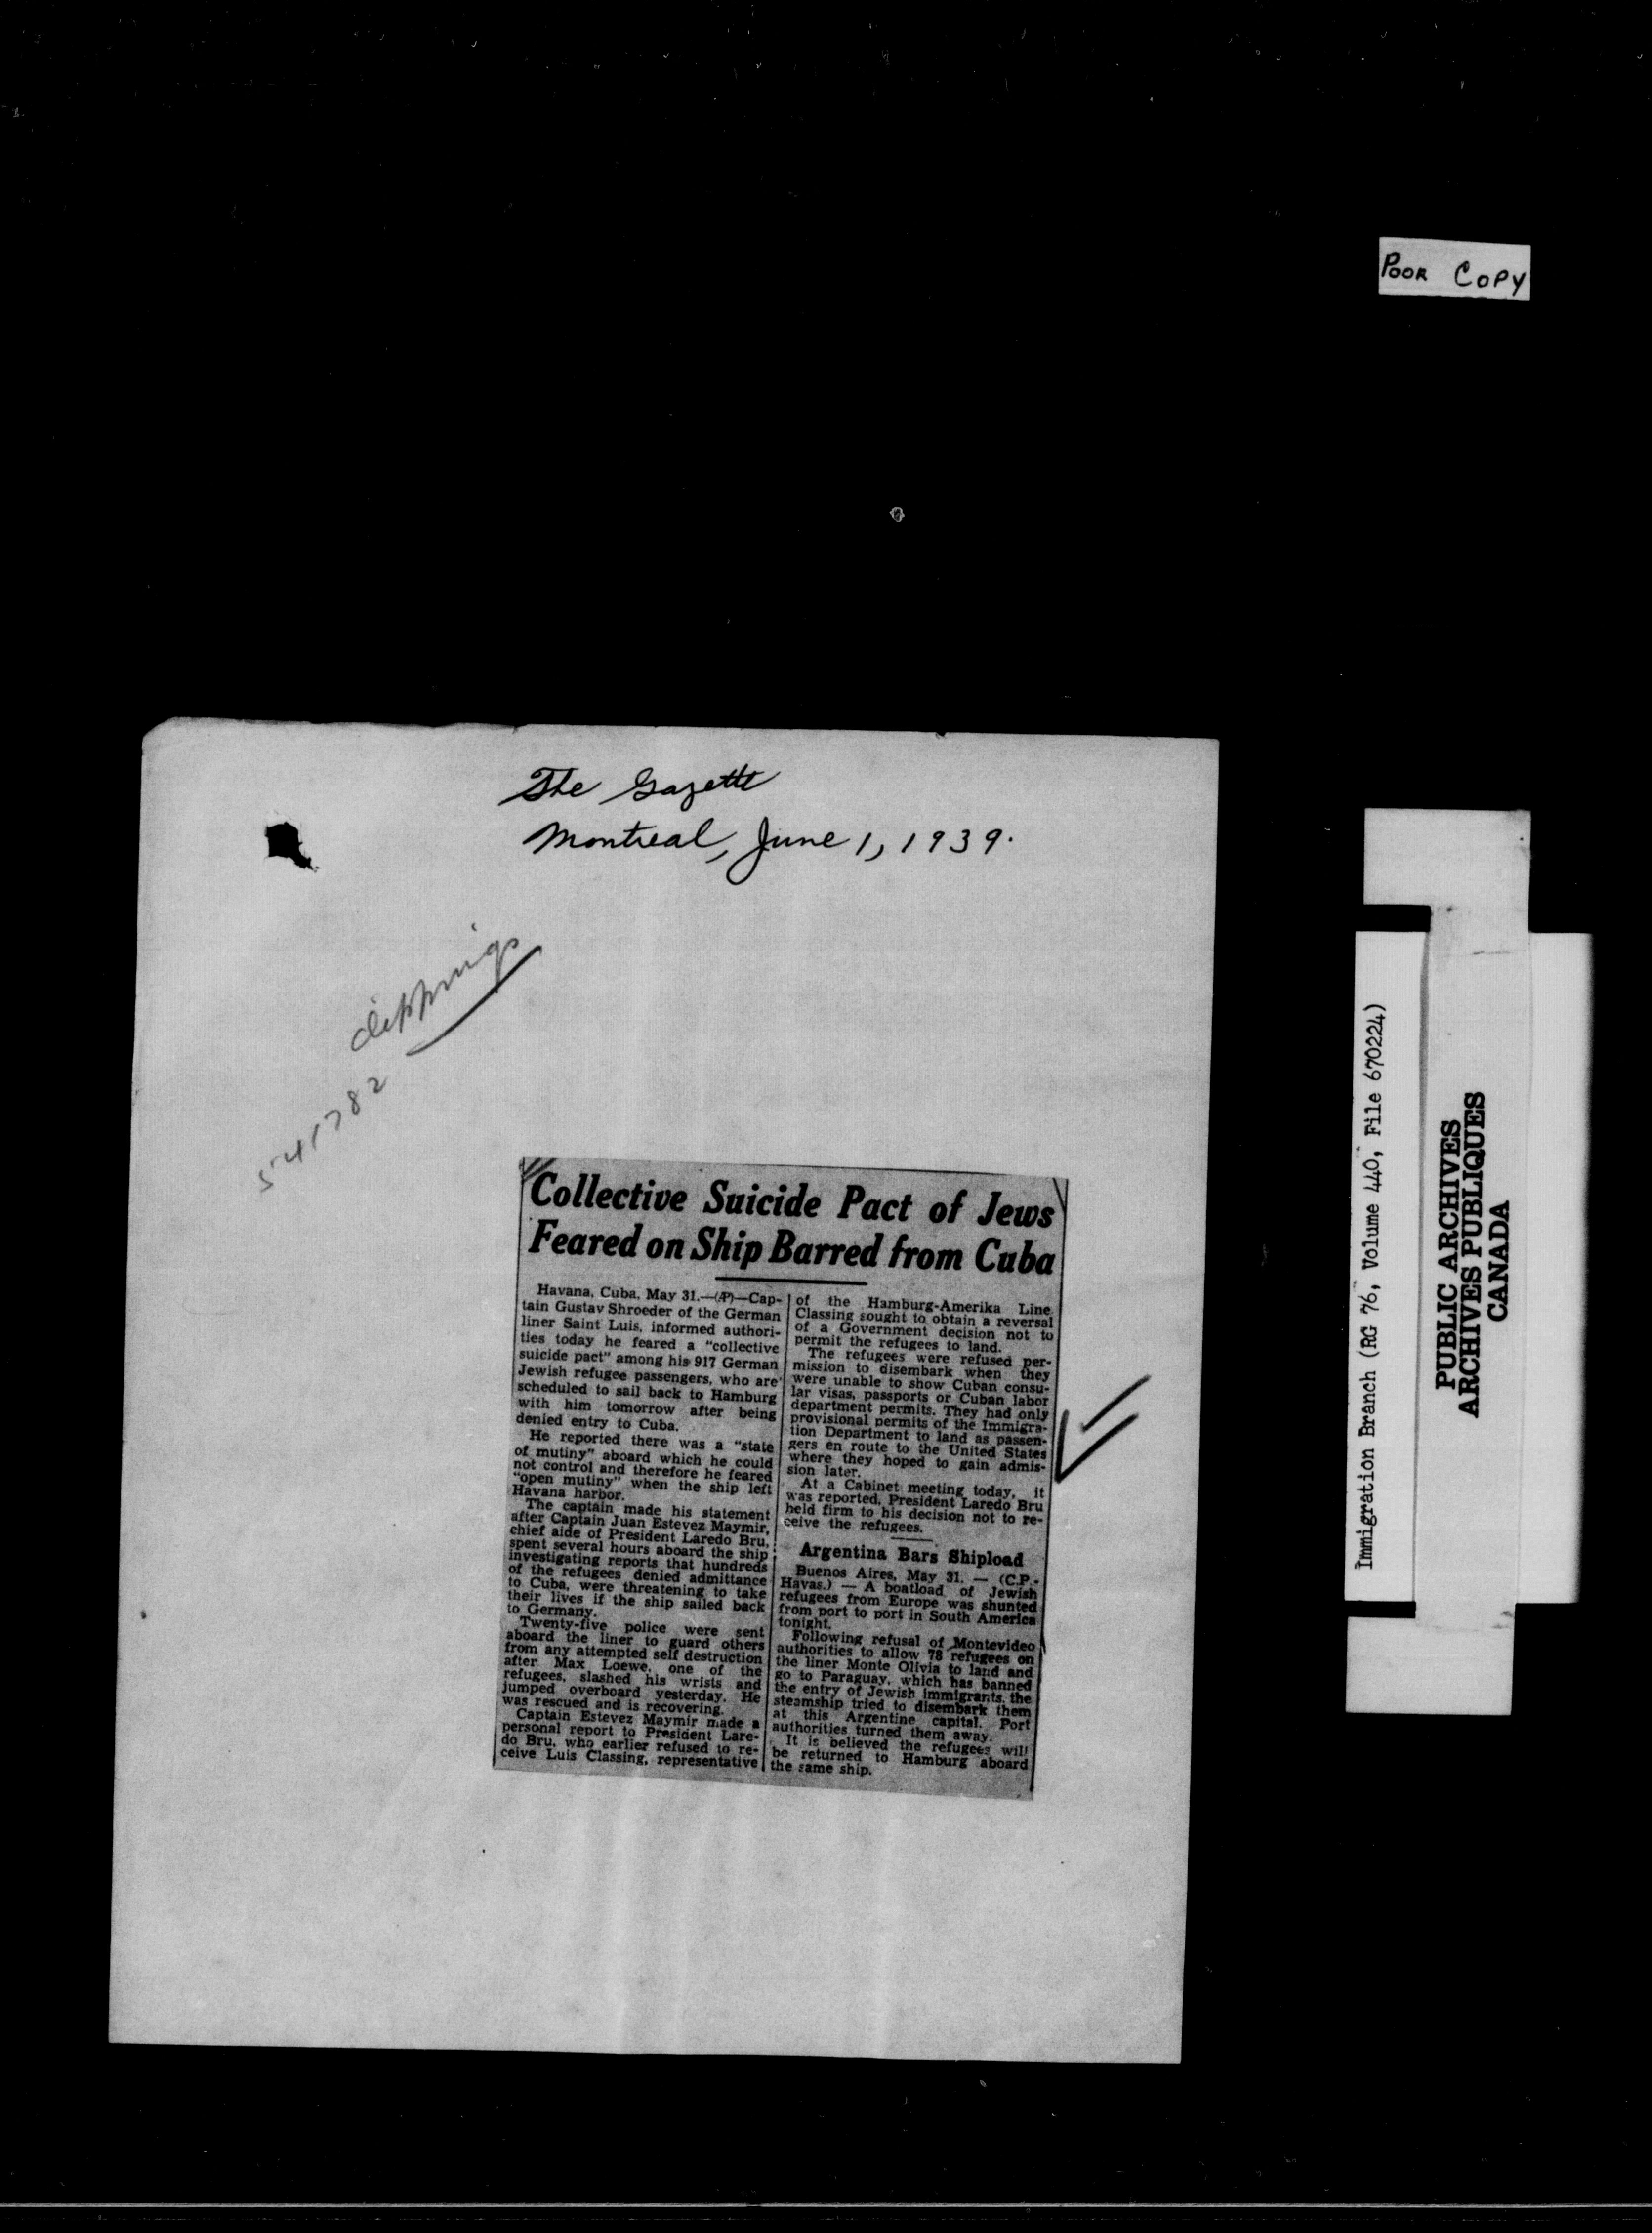 POOR COPY
The Gazette
Montreal, June 1, 1939.
clippings
541782
Collective Suicide Pact of Jews
Feared on Ship Barred from Cuba
Havana, Cuba, May 31.—(AP)—Cap-
tain Gustav Shroeder of the German
liner Saint Luis, informed authori-
ties today he feared a "collective
suicide pact" among his 917 German
Jewish refugee passengers, who are
scheduled to sail back to Hamburg
with him tomorrow after being
denied entry to Cuba.
He reported there was a "state
of mutiny" aboard which he could
not control and therefore he feared
"open mutiny" when the ship left
Havana harbor.
The captain made his statement
after Captain Juan Estevez Maymir,
chief aide of President Laredo Bru,
spent several hours aboard the ship
investigating reports that hundreds
of the refugees denied admittance
to Cuba, were threatening to take
their lives if the ship sailed back
to Germany.
Twenty-five police were sent
aboard the liner to guard others
from any attempted self destruction
after Max Loewe, one of the
refugees, slashed his wrists and
jumped overboard yesterday. He
was rescued and is recovering.
Captain Estevez Maymir made a
personal report to President Lare-
do Bru, who earlier refused to re-
ceive Luis Classing, representative
of the Hamburg-Amerika Line.
Classing sought to obtain a reversal
of a Government decision not to
permit the refugees to land.
The refugees were refused per-
mission to disembark when they
were unable to show Cuban consu-
lar visas, passports or Cuban labor
department permits. They had only
provisional permits of the Immigra-
tion Department to land as passen-
gers en route to the United States
where they hoped to gain admis-
sion later.
At a Cabinet meeting today, it
was reported, President Laredo Bru
held firm to his decision not to re-
ceive the refugees.
Argentina Bars Shipload
Buenos Aires, May 31. — (C.P.-
Havas.) — A boatload of Jewish
refugees from Europe was shunted
from port to port in South America
tonight.
Following refusal of Montevideo
authorities to allow 78 refugees on
the liner Monte Olivia to land and
go to Paraguay, which has banned
the entry of Jewish immigrants, the
steamship tried to disembark them
at this Argentine capital. Port
authorities turned them away.
It is believed the refugees will
be returned to Hamburg aboard
the same ship.
Immigration Branch (RG 76, Volume 440, File 670224)
PUBLIC ARCHIVES
ARCHIVES PUBLIQUES
CANADA